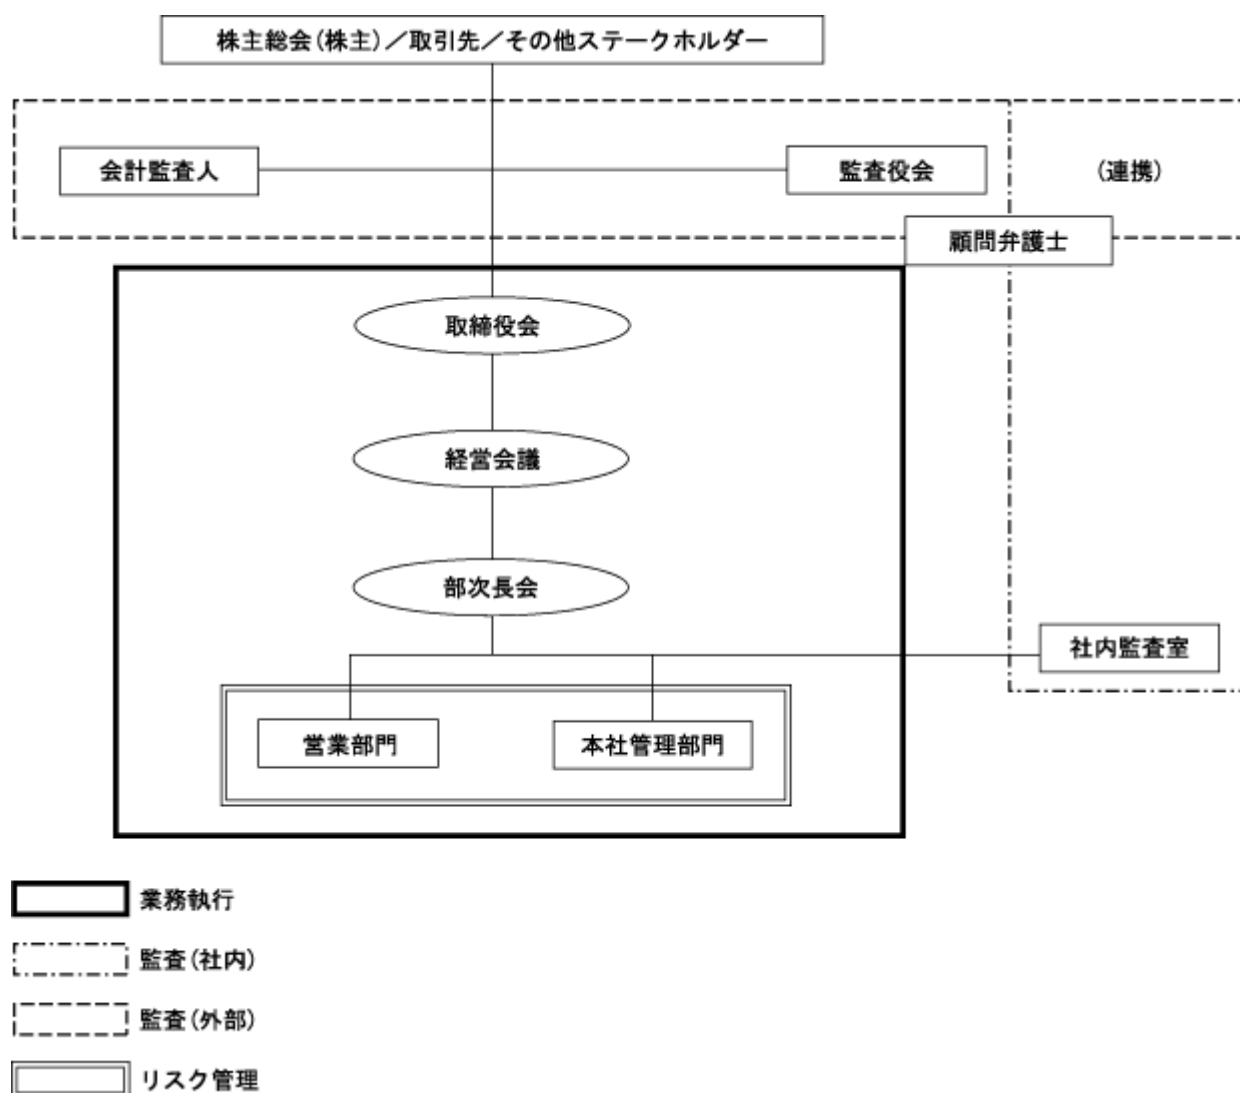 株主総会(株主)／取引先／その他ステークホルダー
会計監査人
監査役会
(連携)
顧問弁護士
取締役会
経営会議
部次長会
社内監査室
営業部門
本社管理部門
業務執行
監査(社内)
監査(外部)
リスク管理